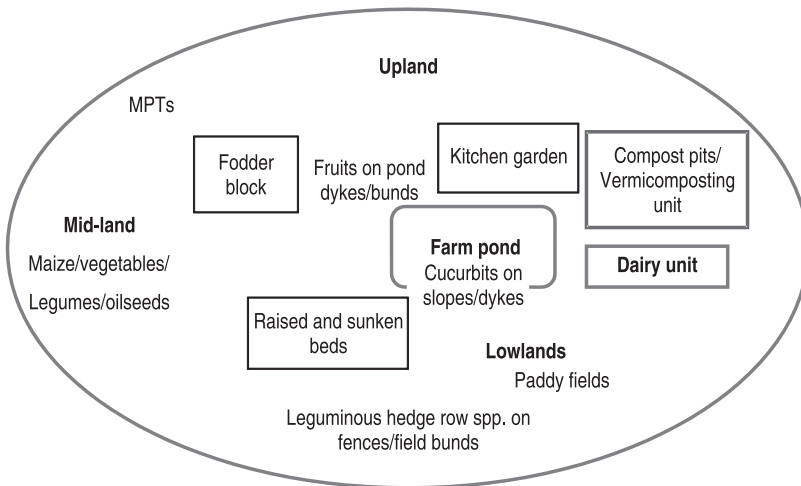 Upland
MPTs
Fodder
block
Fruits on pond
dykes/bunds
Kitchen garden
Compost pits/
Vermicomposting
unit
Mid-land
Maize/vegetables/
Legumes/oilseeds
Farm pond
Cucurbits on
slopes/dykes
Dairy unit
Raised and sunken
beds
Lowlands
Paddy fields
Leguminous hedge row spp. on
fences/field bunds